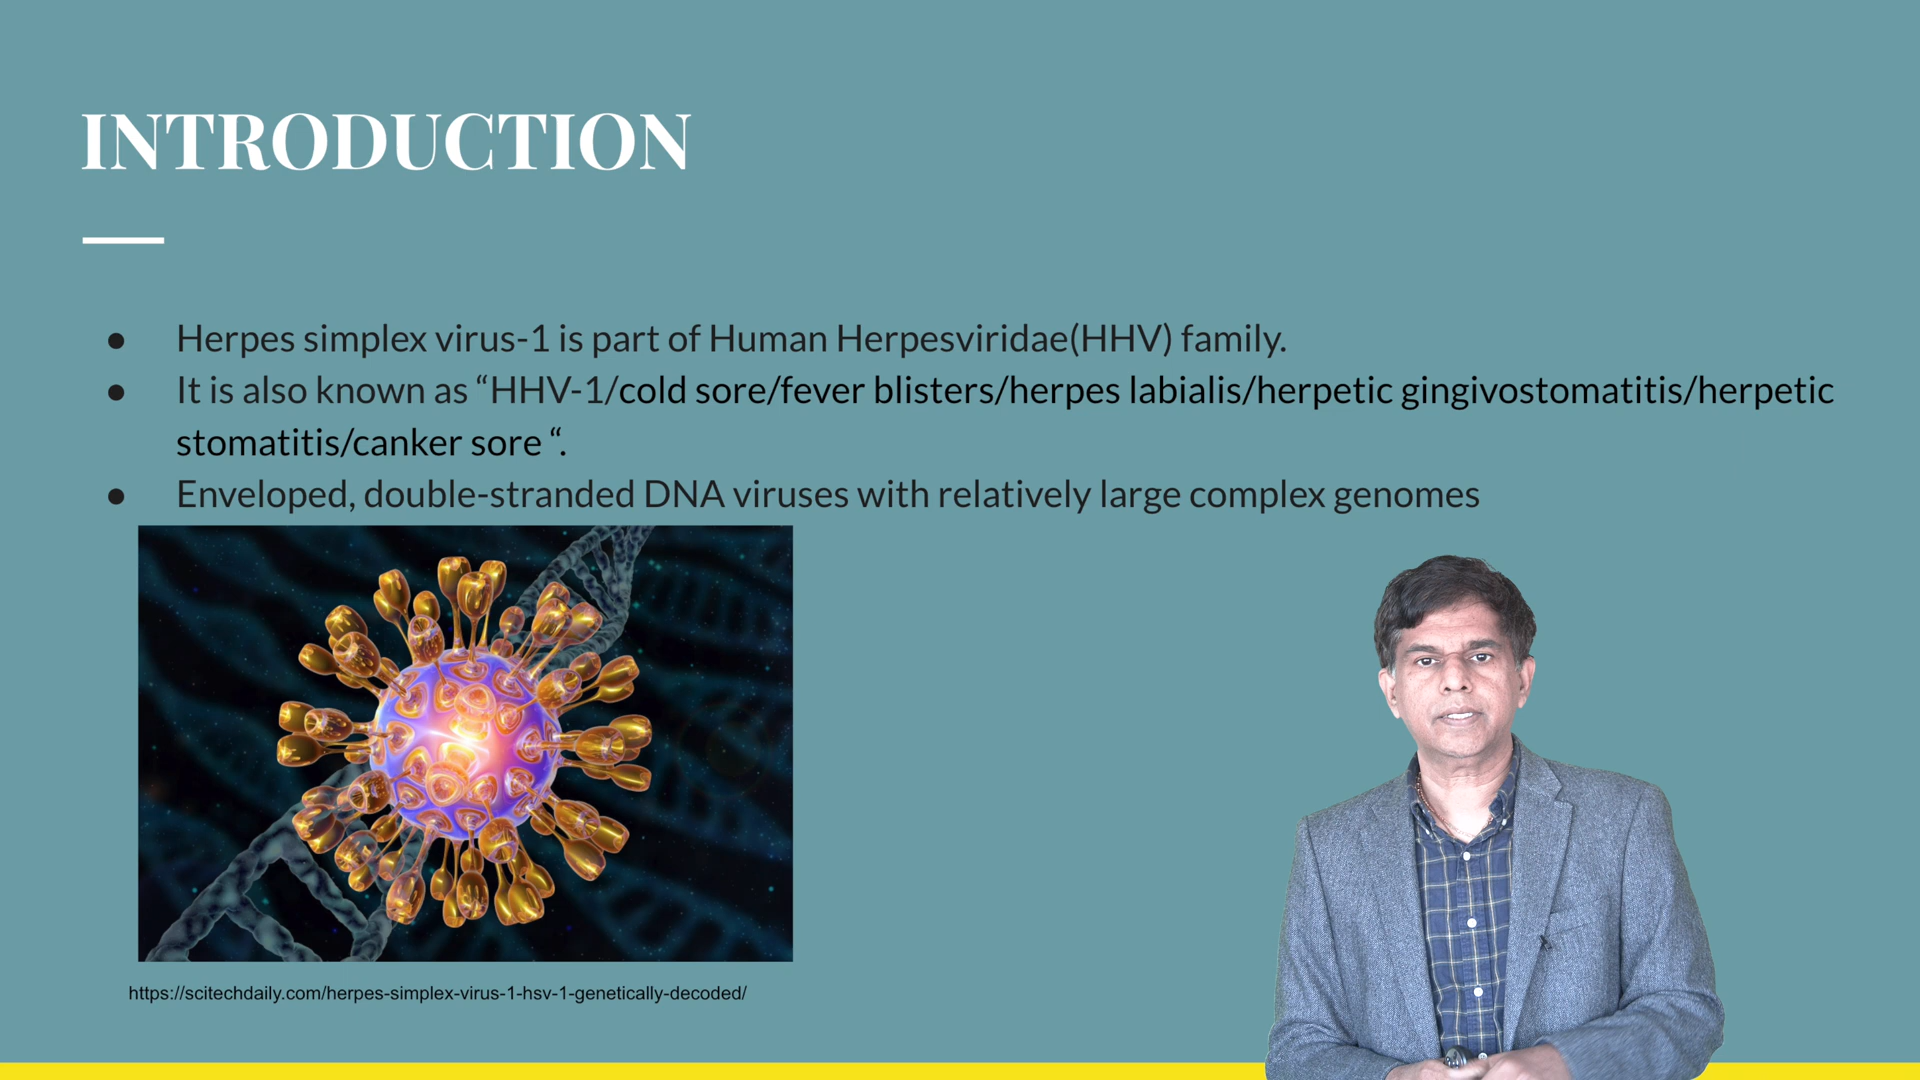 INTRODUCTION
● Herpes simplex virus-1 is part of Human Herpesviridae(HHV) family.
● It is also known as “HHV-1/cold sore/fever blisters/herpes labialis/herpetic gingivostomatitis/herpetic
stomatitis/canker sore “.
● Enveloped, double-stranded DNA viruses with relatively large complex genomes
https://scitechdaily.com/herpes-simplex-virus-1-hsv-1-genetically-decoded/